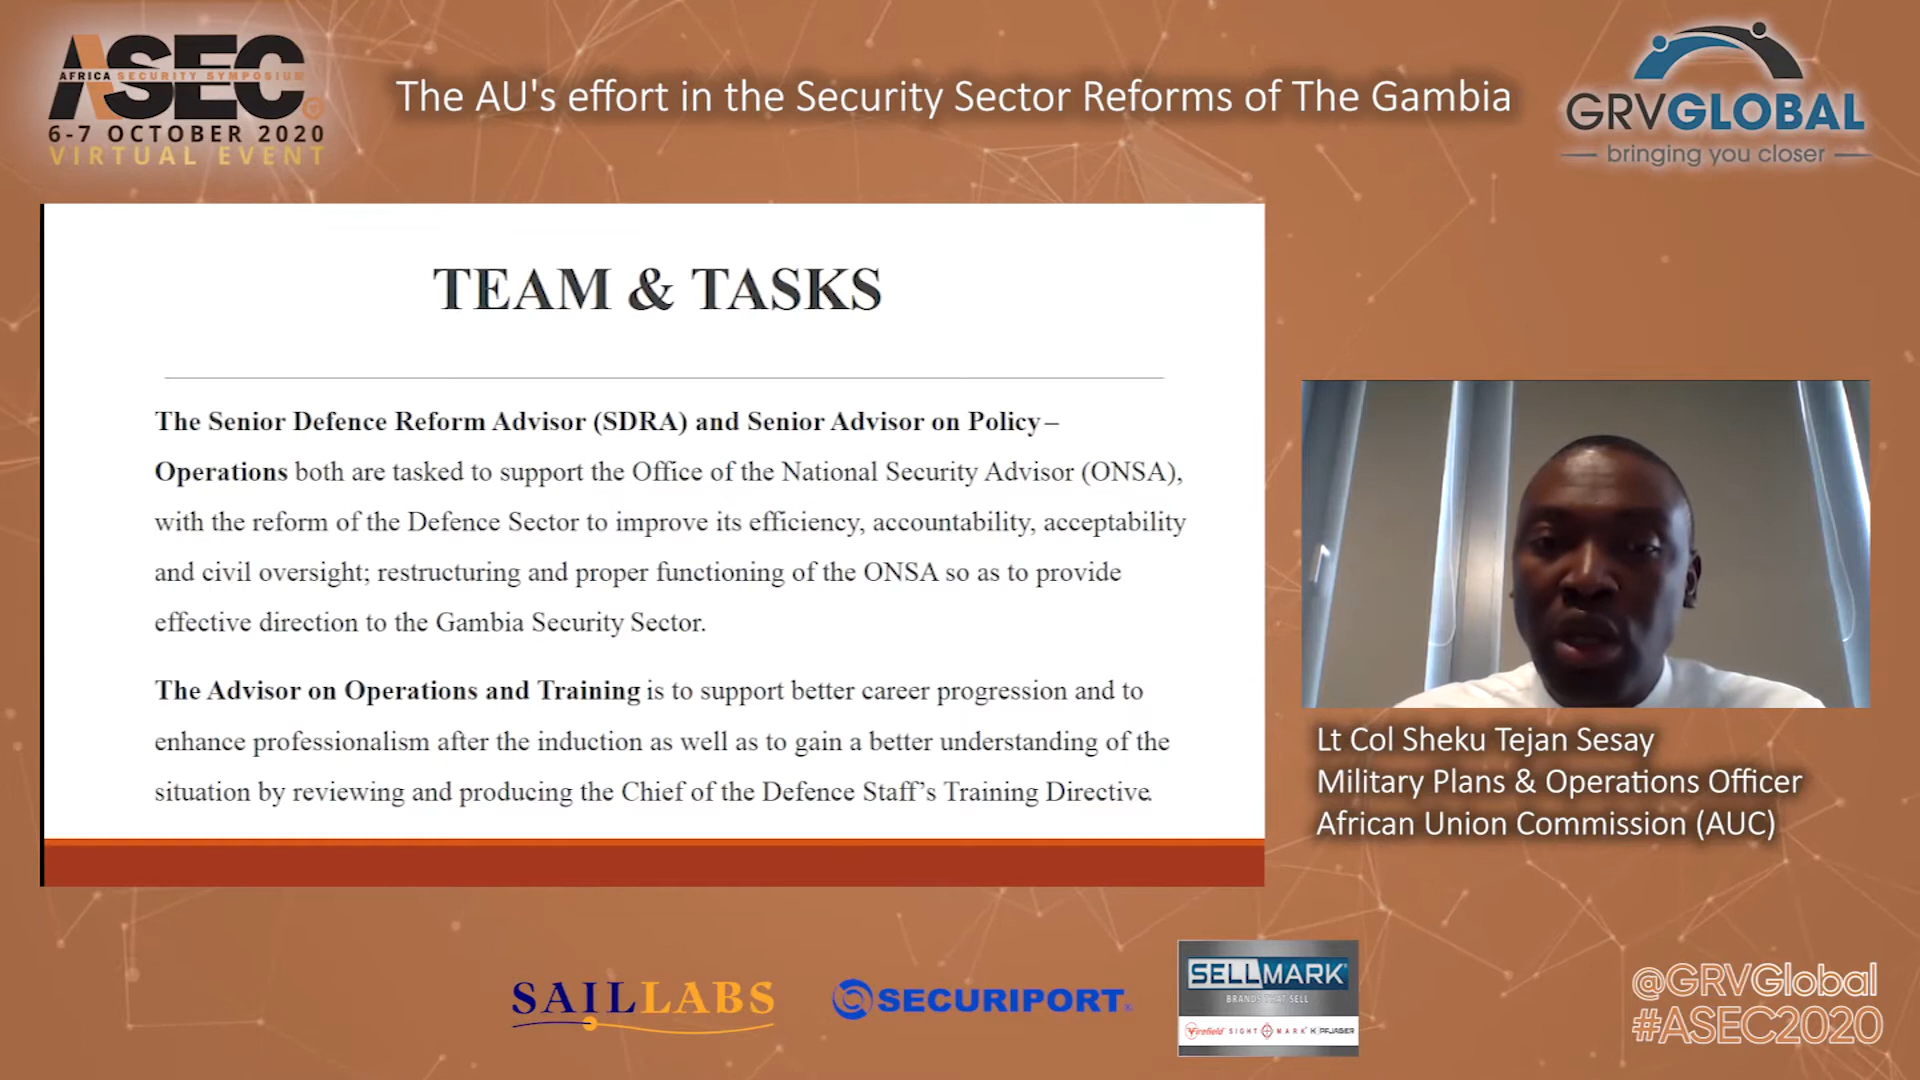 ASEC
AFRICA SECURITY SYMPOSIUM
6-7 OCTOBER 2020
VIRTUAL EVENT
The AU's effort in the Security Sector Reforms of The Gambia
GRVGLOBAL
bringing you closer
TEAM & TASKS
The Senior Defence Reform Advisor (SDRA) and Senior Advisor on Policy –
Operations both are tasked to support the Office of the National Security Advisor (ONSA),
with the reform of the Defence Sector to improve its efficiency, accountability, acceptability
and civil oversight; restructuring and proper functioning of the ONSA so as to provide
effective direction to the Gambia Security Sector.
The Advisor on Operations and Training is to support better career progression and to
enhance professionalism after the induction as well as to gain a better understanding of the
situation by reviewing and producing the Chief of the Defence Staff’s Training Directive.
Lt Col Sheku Tejan Sesay
Military Plans & Operations Officer
African Union Commission (AUC)
SAIL LABS
SECURIPORT
SELLMARK
BRANDS THAT SELL
Firefield SIGHTMARK KOPFJAGER
@GRVGlobal
#ASEC2020